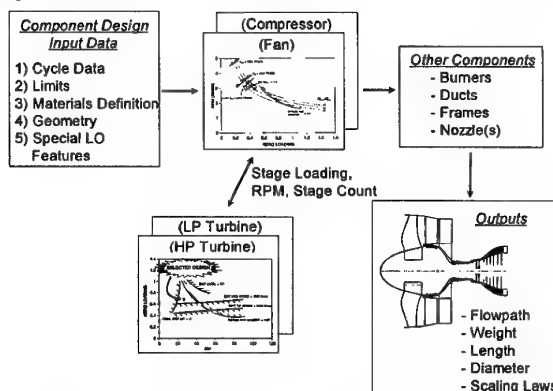 Component Design
Input Data
1) Cycle Data
2) Limits
3) Materials Definition
4) Geometry
5) Special LO
Features
(Compressor)
(Fan)
Other Components
- Burners
- Ducts
- Frames
- Nozzle(s)
Stage Loading,
RPM, Stage Count
(LP Turbine)
(HP Turbine)
SELECTED DESIGN
Outputs
- Flowpath
- Weight
- Length
- Diameter
- Scaling Laws